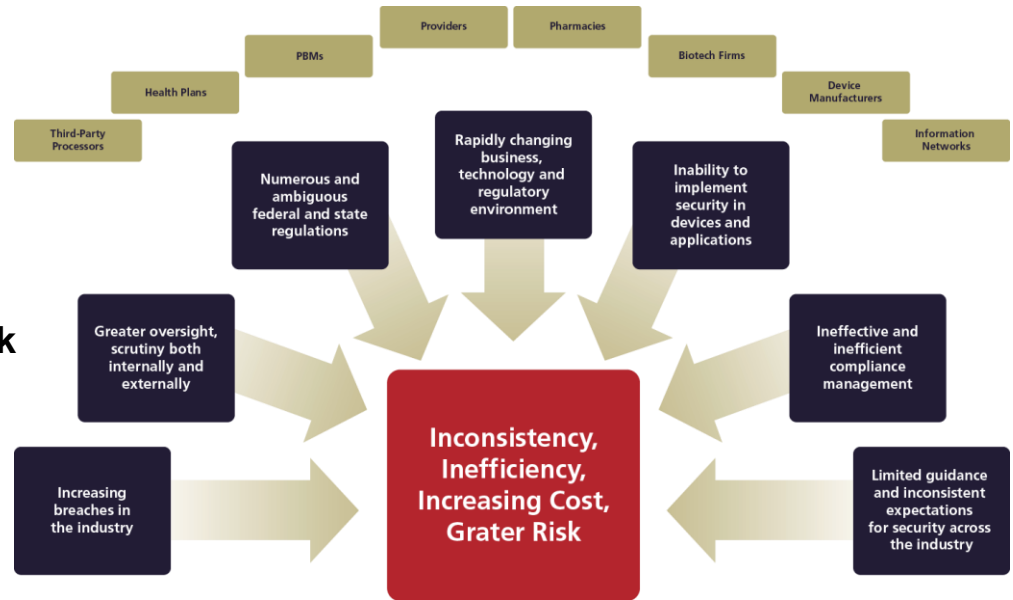 Providers
Pharmacies
PBMs
Biotech Firms
Health Plans
Device
Manufacturers
Third-Party
Processors
Information
Networks
Rapidly changing
business,
technology and
regulatory
environment
Numerous and
ambiguous
federal and state
regulations
Inability to
implement
security in
devices and
applications
k
Greater oversight,
scrutiny both
internally and
externally
Ineffective and
inefficient
compliance
management
Increasing
breaches in
the industry
Inconsistency,
Inefficiency,
Increasing Cost,
Grater Risk
Limited guidance
and inconsistent
expectations
for security across
the industry